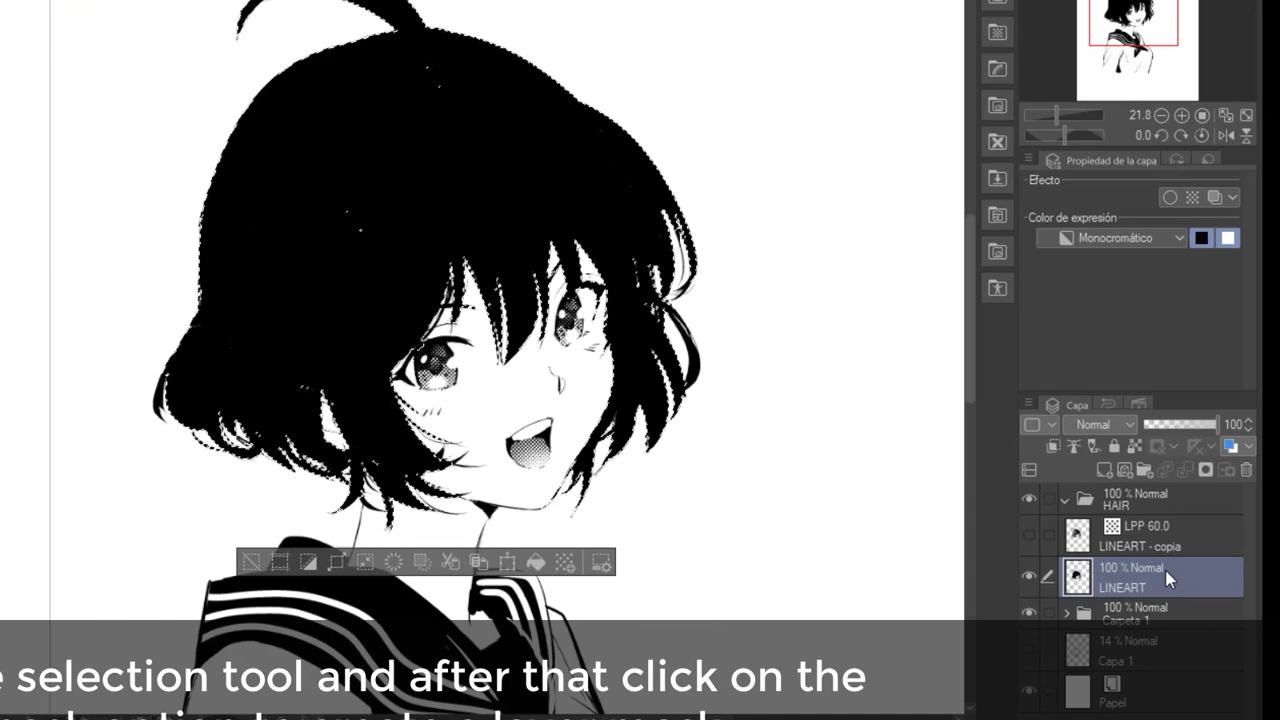 21.8
0.0
Propiedad de la capa
Efecto
Color de expresión
Monocromático
Capa
Normal
100
100 % Normal
HAIR
LPP 60.0
LINEART - copia
100 % Normal
LINEART
100 % Normal
Carpeta 1
14 % Normal
Capa 1
Papel
selection tool and after that click on the